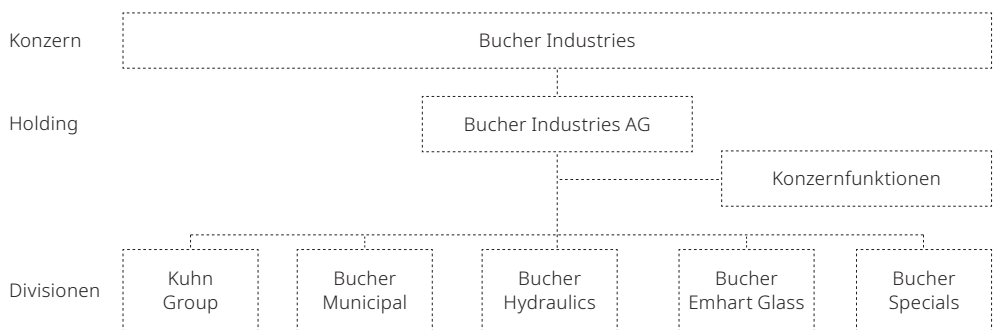 Konzern
Bucher Industries
Holding
Bucher Industries AG
Konzernfunktionen
Divisionen
Kuhn
Group
Bucher
Municipal
Bucher
Hydraulics
Bucher
Emhart Glass
Bucher
Specials